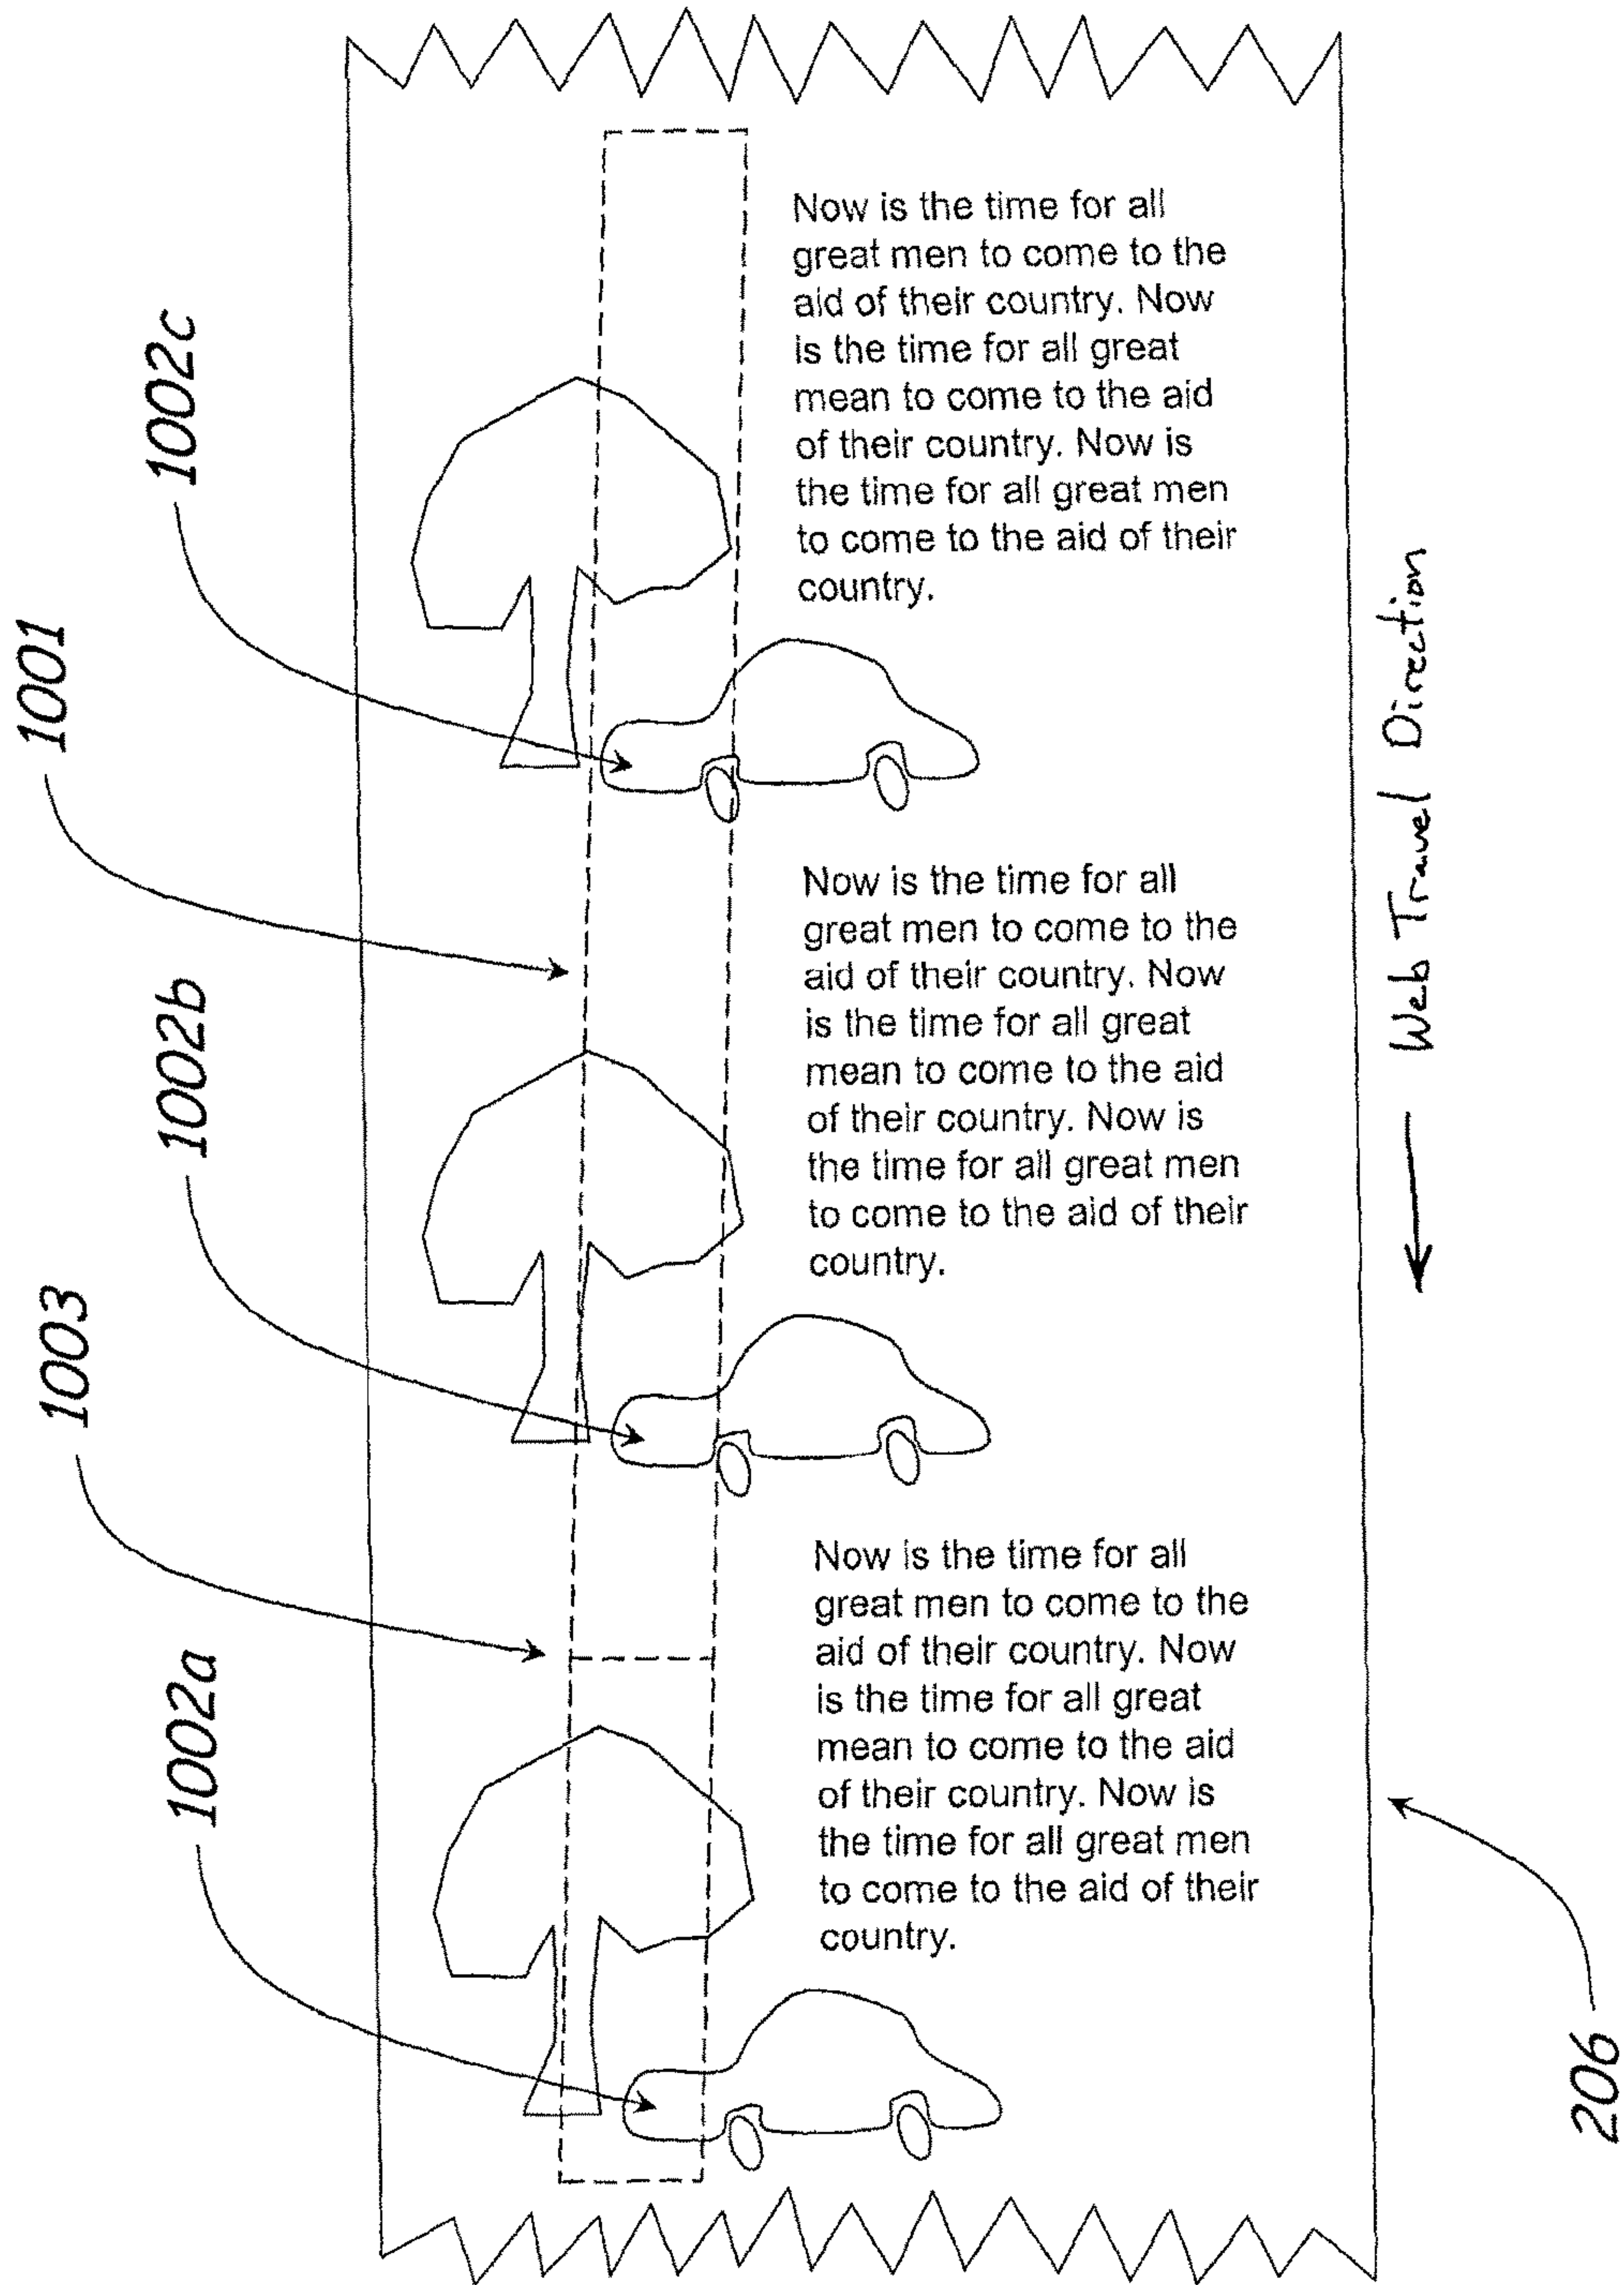 1002c
Now is the time for all
great men to come to the
aid of their country. Now
is the time for all great
mean to come to the aid
of their country. Now is
the time for all great men
to come to the aid of their
country.
1001
1002b
Now is the time for all
great men to come to the
aid of their country. Now
is the time for all great
mean to come to the aid
of their country. Now is
the time for all great men
to come to the aid of their
country.
Web Travel Direction
1003
1002a
Now is the time for all
great men to come to the
aid of their country. Now
is the time for all great
mean to come to the aid
of their country. Now is
the time for all great men
to come to the aid of their
country.
206